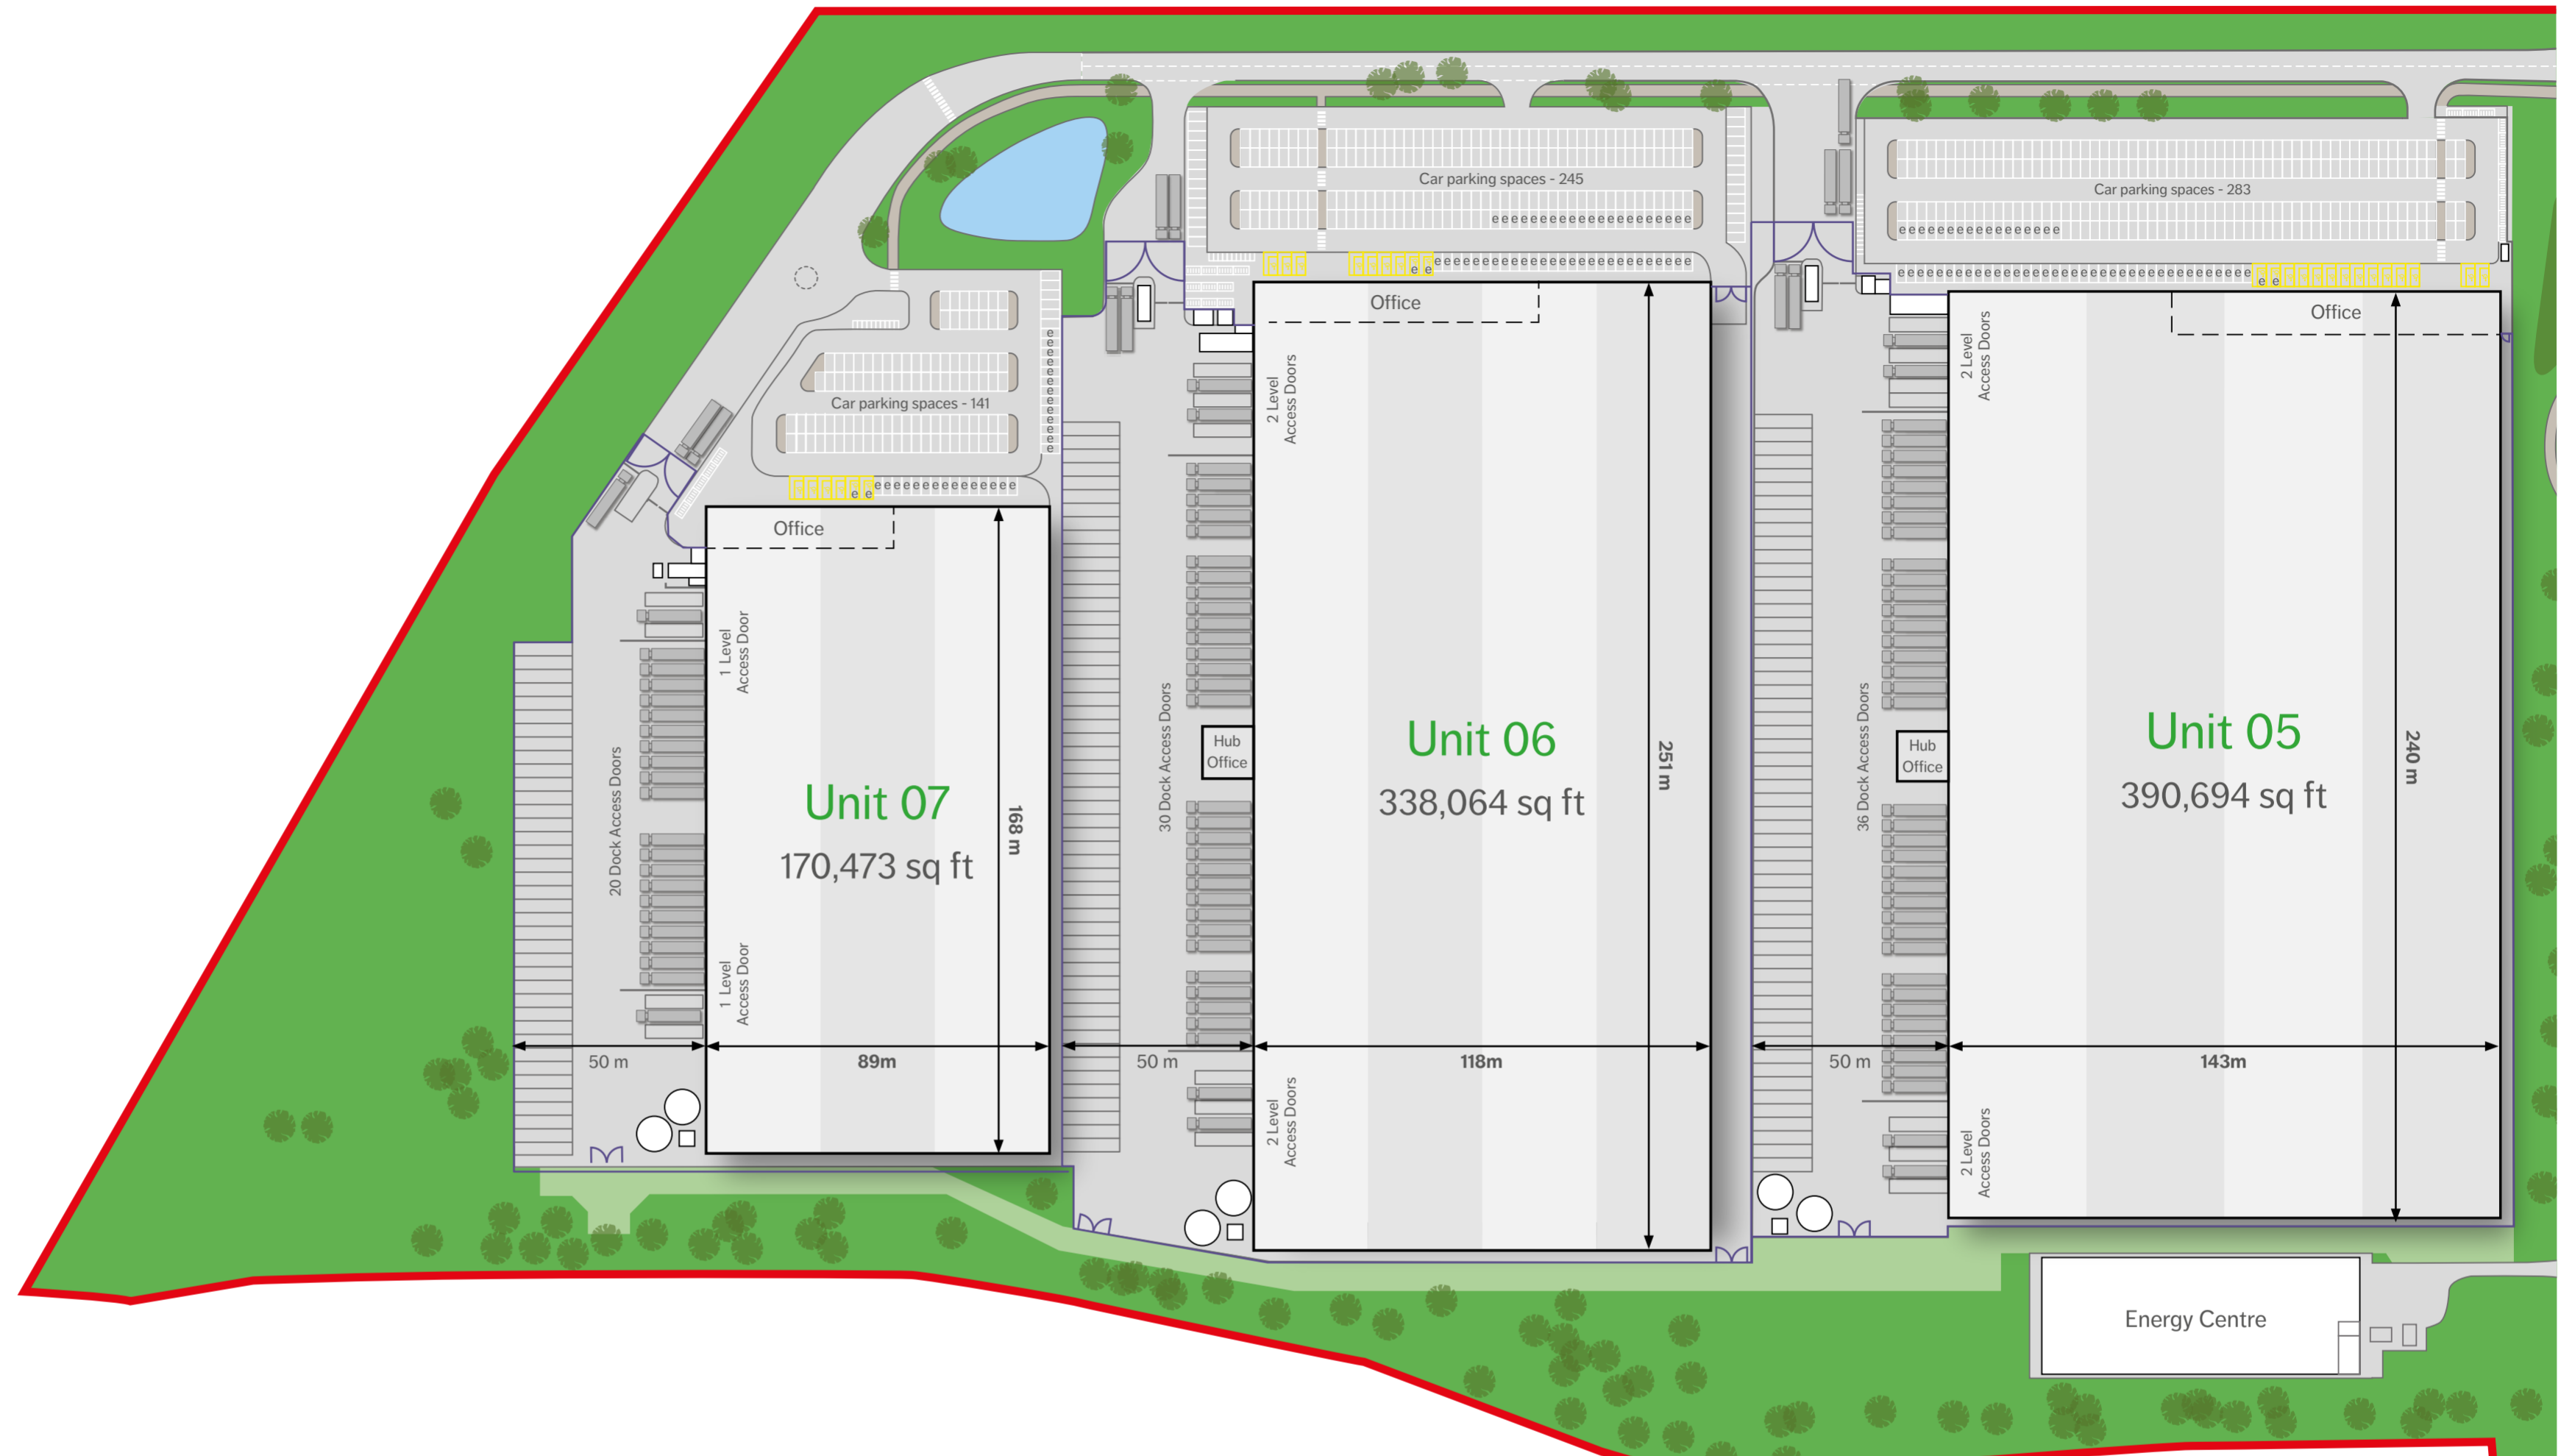 Car parking spaces - 245
Car parking spaces - 283
Office
Office
2 Level
Access Doors
2 Level
Access Doors
Car parking spaces - 141
Office
1 Level
Access Door
30 Dock Access Doors
36 Dock Access Doors
20 Dock Access Doors
Hub
Office
Hub
Office
Unit 07
170,473 sq ft
168 m
Unit 06
338,064 sq ft
251 m
Unit 05
390,694 sq ft
240 m
1 Level
Access Door
50 m
89m
50 m
118m
50 m
143m
2 Level
Access Doors
2 Level
Access Doors
Energy Centre